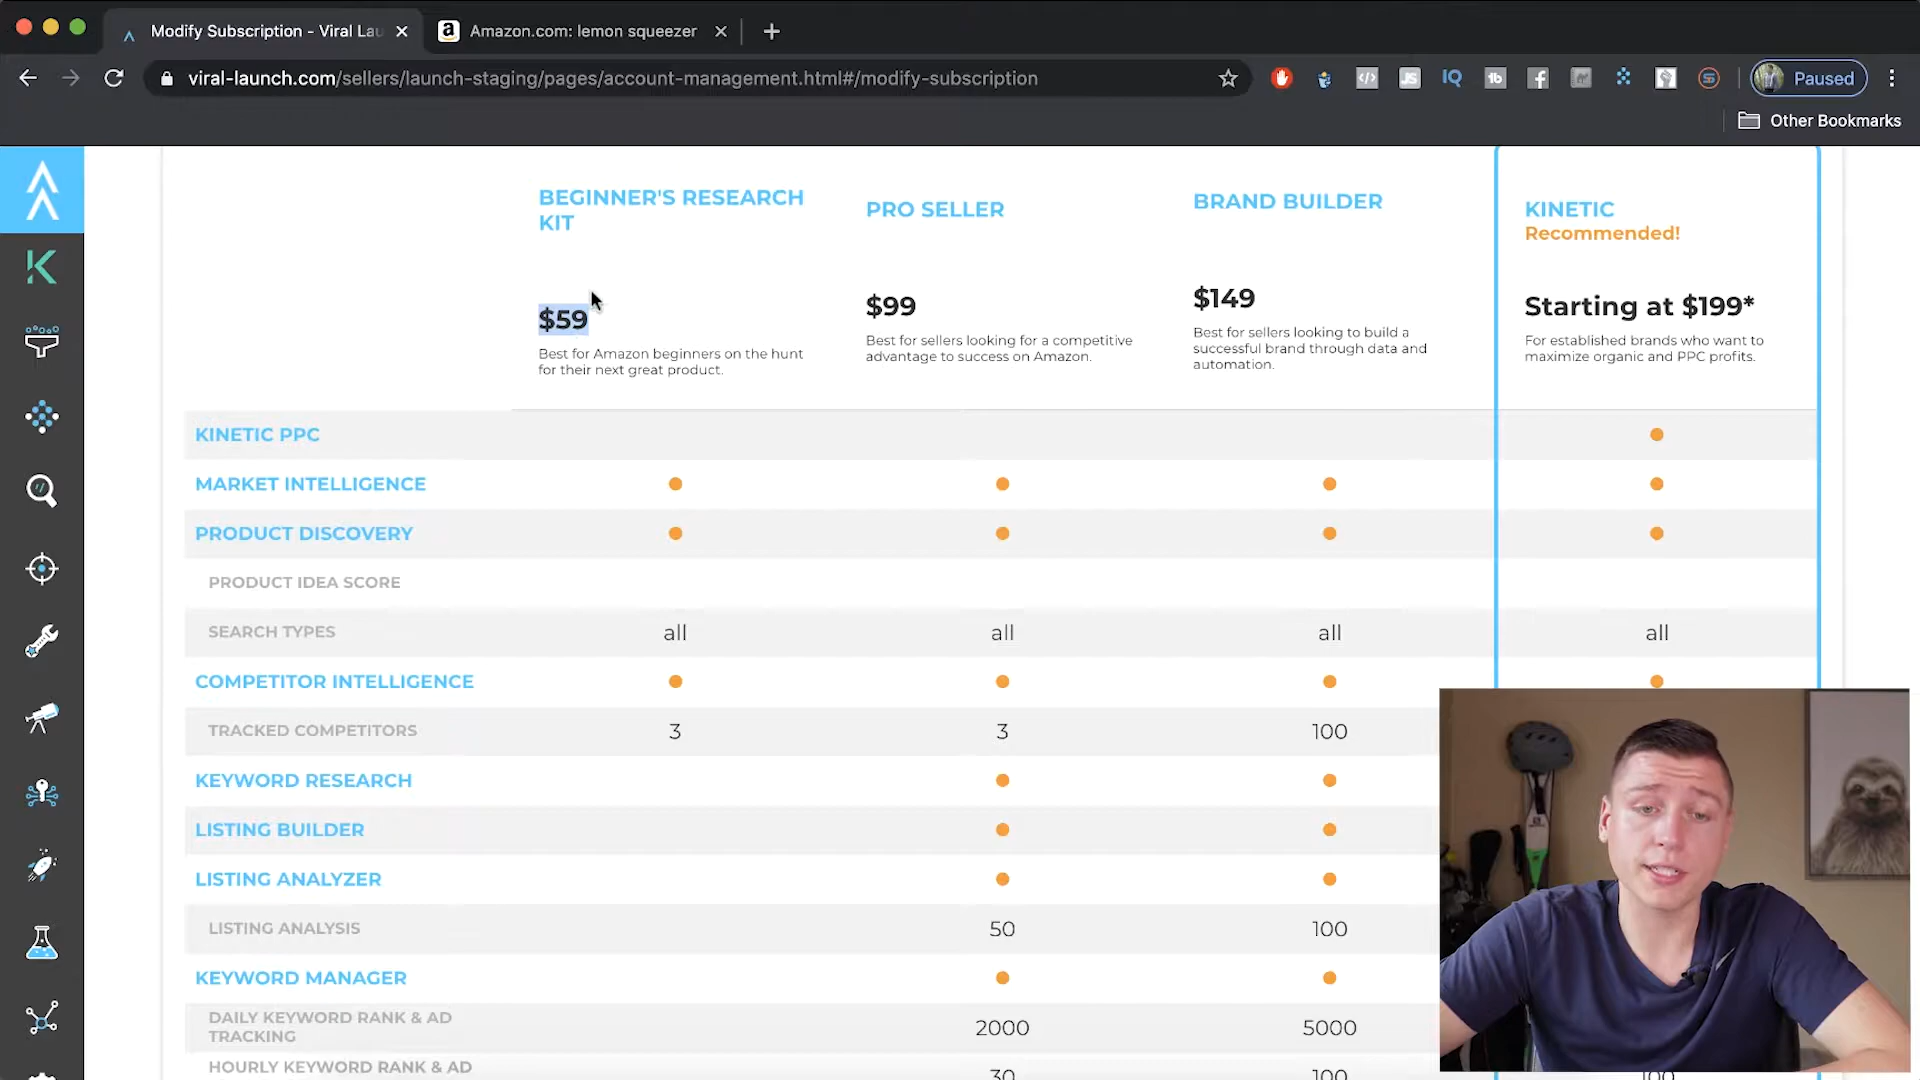 Modify Subscription - Viral Lau
Amazon.com: lemon squeezer
viral-launch.com/sellers/launch-staging/pages/account-management.html#/modify-subscription
Paused
Other Bookmarks
BEGINNER'S RESEARCH
KIT
$59
Best for Amazon beginners on the hunt
for their next great product.
PRO SELLER
$99
Best for sellers looking for a competitive
advantage to success on Amazon.
BRAND BUILDER
$149
Best for sellers looking to build a
successful brand through data and
automation.
KINETIC
Recommended!
Starting at $199*
For established brands who want to
maximize organic and PPC profits.
KINETIC PPC
MARKET INTELLIGENCE
PRODUCT DISCOVERY
PRODUCT IDEA SCORE
SEARCH TYPES all all all all
COMPETITOR INTELLIGENCE
TRACKED COMPETITORS 3 3 100
KEYWORD RESEARCH
LISTING BUILDER
LISTING ANALYZER
LISTING ANALYSIS 50 100
KEYWORD MANAGER
DAILY KEYWORD RANK & AD
TRACKING 2000 5000
HOURLY KEYWORD RANK & AD
30 100 100